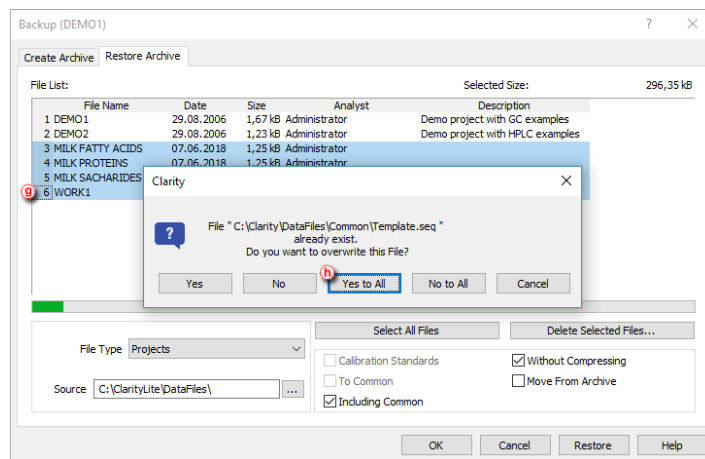 Backup (DEMO1)
? ×
Create Archive Restore Archive
File List: Selected Size: 296,35 kB
File Name Date Size Analyst Description
1 DEMO1 29.08.2006 1,67 kB Administrator Demo project with GC examples
2 DEMO2 29.08.2006 1,23 kB Administrator Demo project with HPLC examples
3 MILK FATTY ACIDS 07.06.2018 1,25 kB Administrator
4 MILK PROTEINS 07.06.2018 1,25 kB Administrator
5 MILK SACHARIDES
g 6 WORK1
Clarity
?
File " C:\Clarity\DataFiles\Common\Template.seq "
already exist.
Do you want to overwrite this File?
h
Yes No Yes to All No to All Cancel
Select All Files Delete Selected Files...
File Type Projects
Calibration Standards Without Compressing
To Common Move From Archive
Source C:\ClarityLite\DataFiles\ ...
Including Common
OK Cancel Restore Help